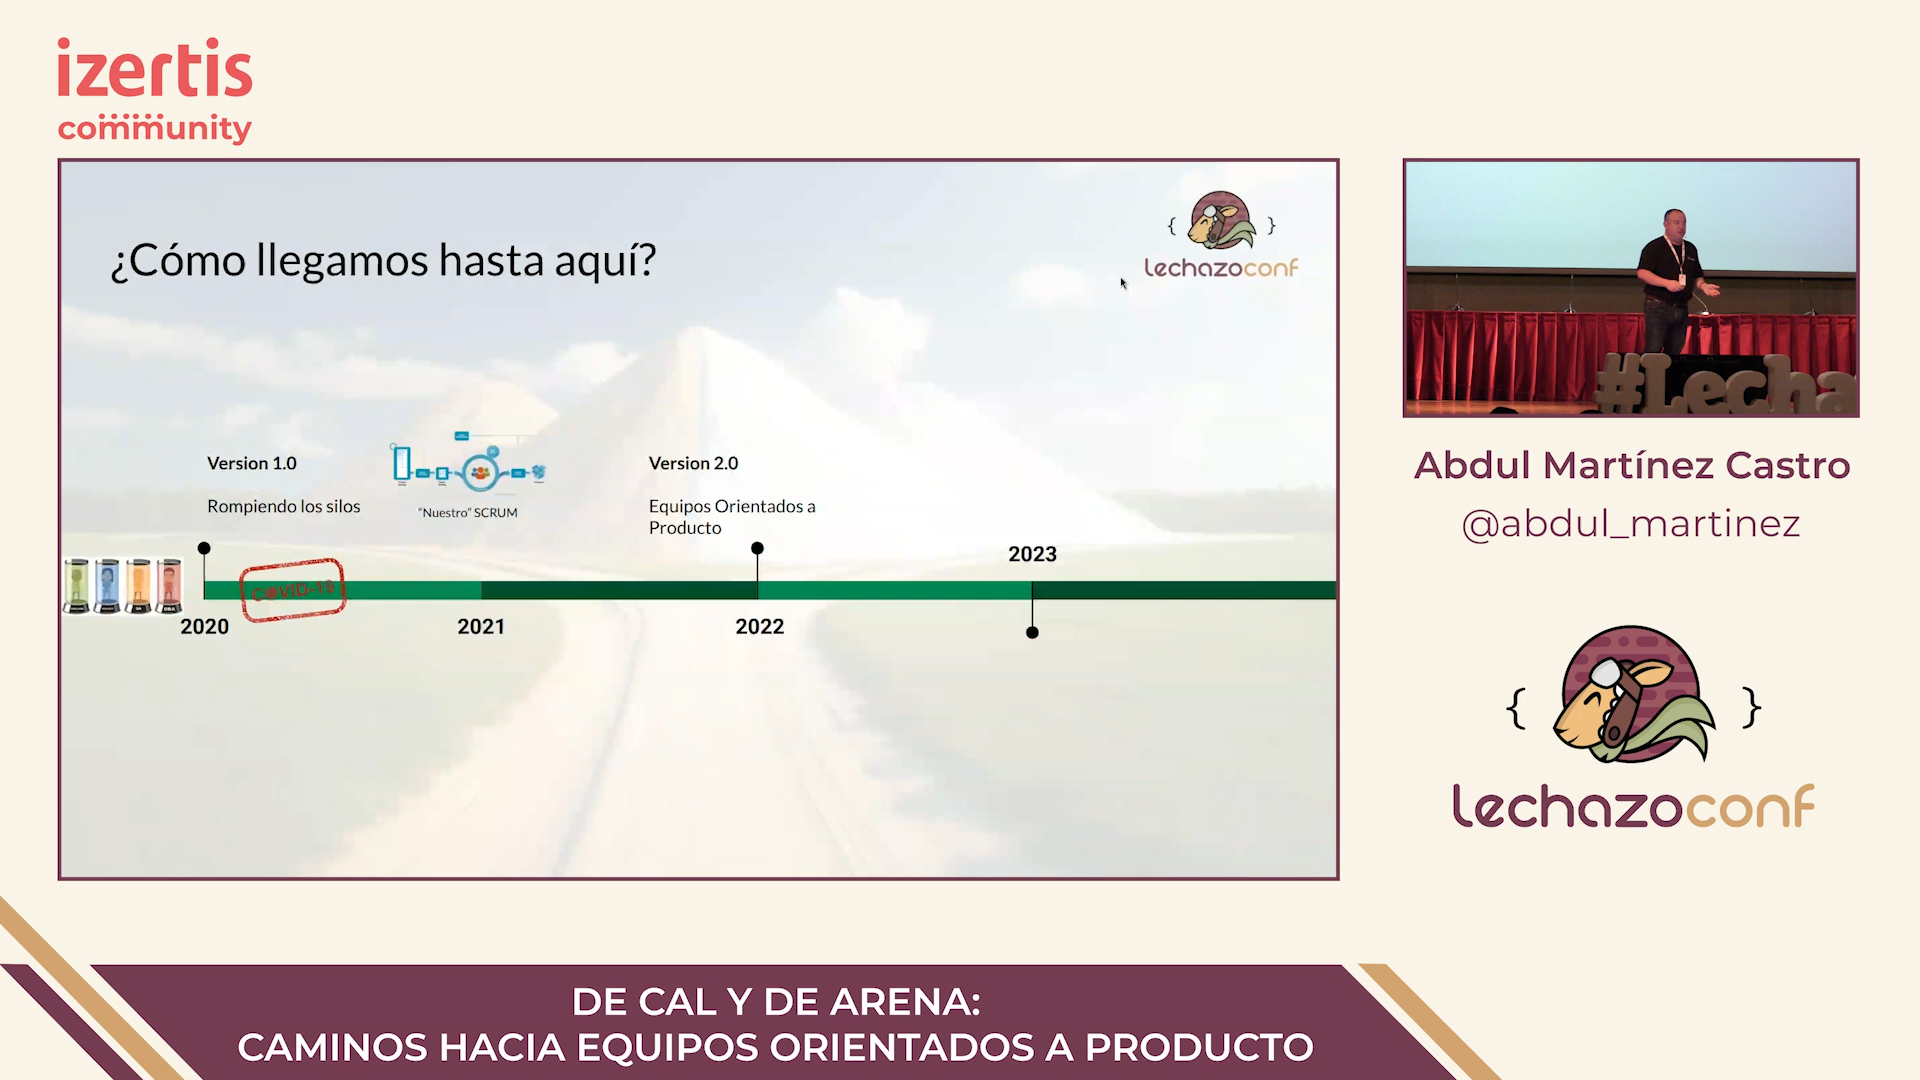 izertis
community
¿Cómo llegamos hasta aquí?
{ }
lechazoconf
Version 1.0
Rompiendo los silos
"Nuestro" SCRUM
Version 2.0
Equipos Orientados a
Producto
COVID-19
2020
2021
2022
2023
#Lecha
Abdul Martínez Castro
@abdul_martinez
{ }
lechazoconf
DE CAL Y DE ARENA:
CAMINOS HACIA EQUIPOS ORIENTADOS A PRODUCTO